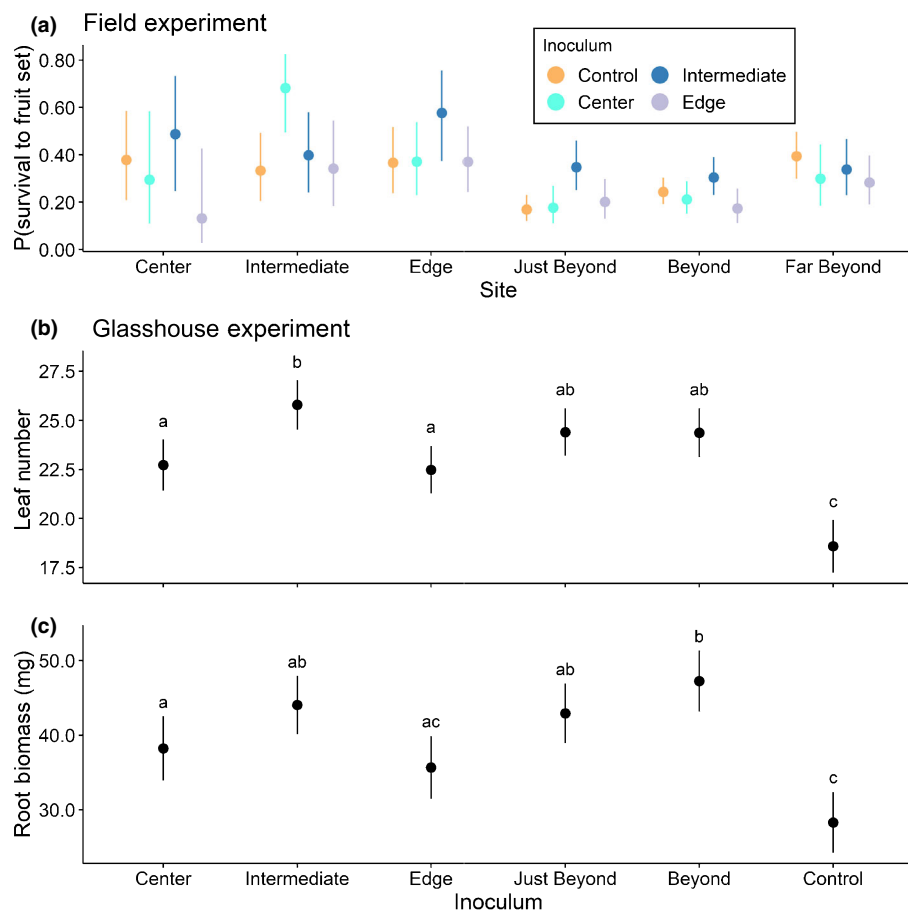 (a) Field experiment
Inoculum
Control Intermediate
Center Edge
P(survival to fruit set)
0.80
0.60
0.40
0.20
0.00
Center Intermediate Edge Just Beyond Beyond Far Beyond
Site
(b) Glasshouse experiment
Leaf number
27.5
25.0
22.5
20.0
17.5
a b a ab ab c
(c)
Root biomass (mg)
50.0
40.0
30.0
a ab ac ab b c
Center Intermediate Edge Just Beyond Beyond Control
Inoculum